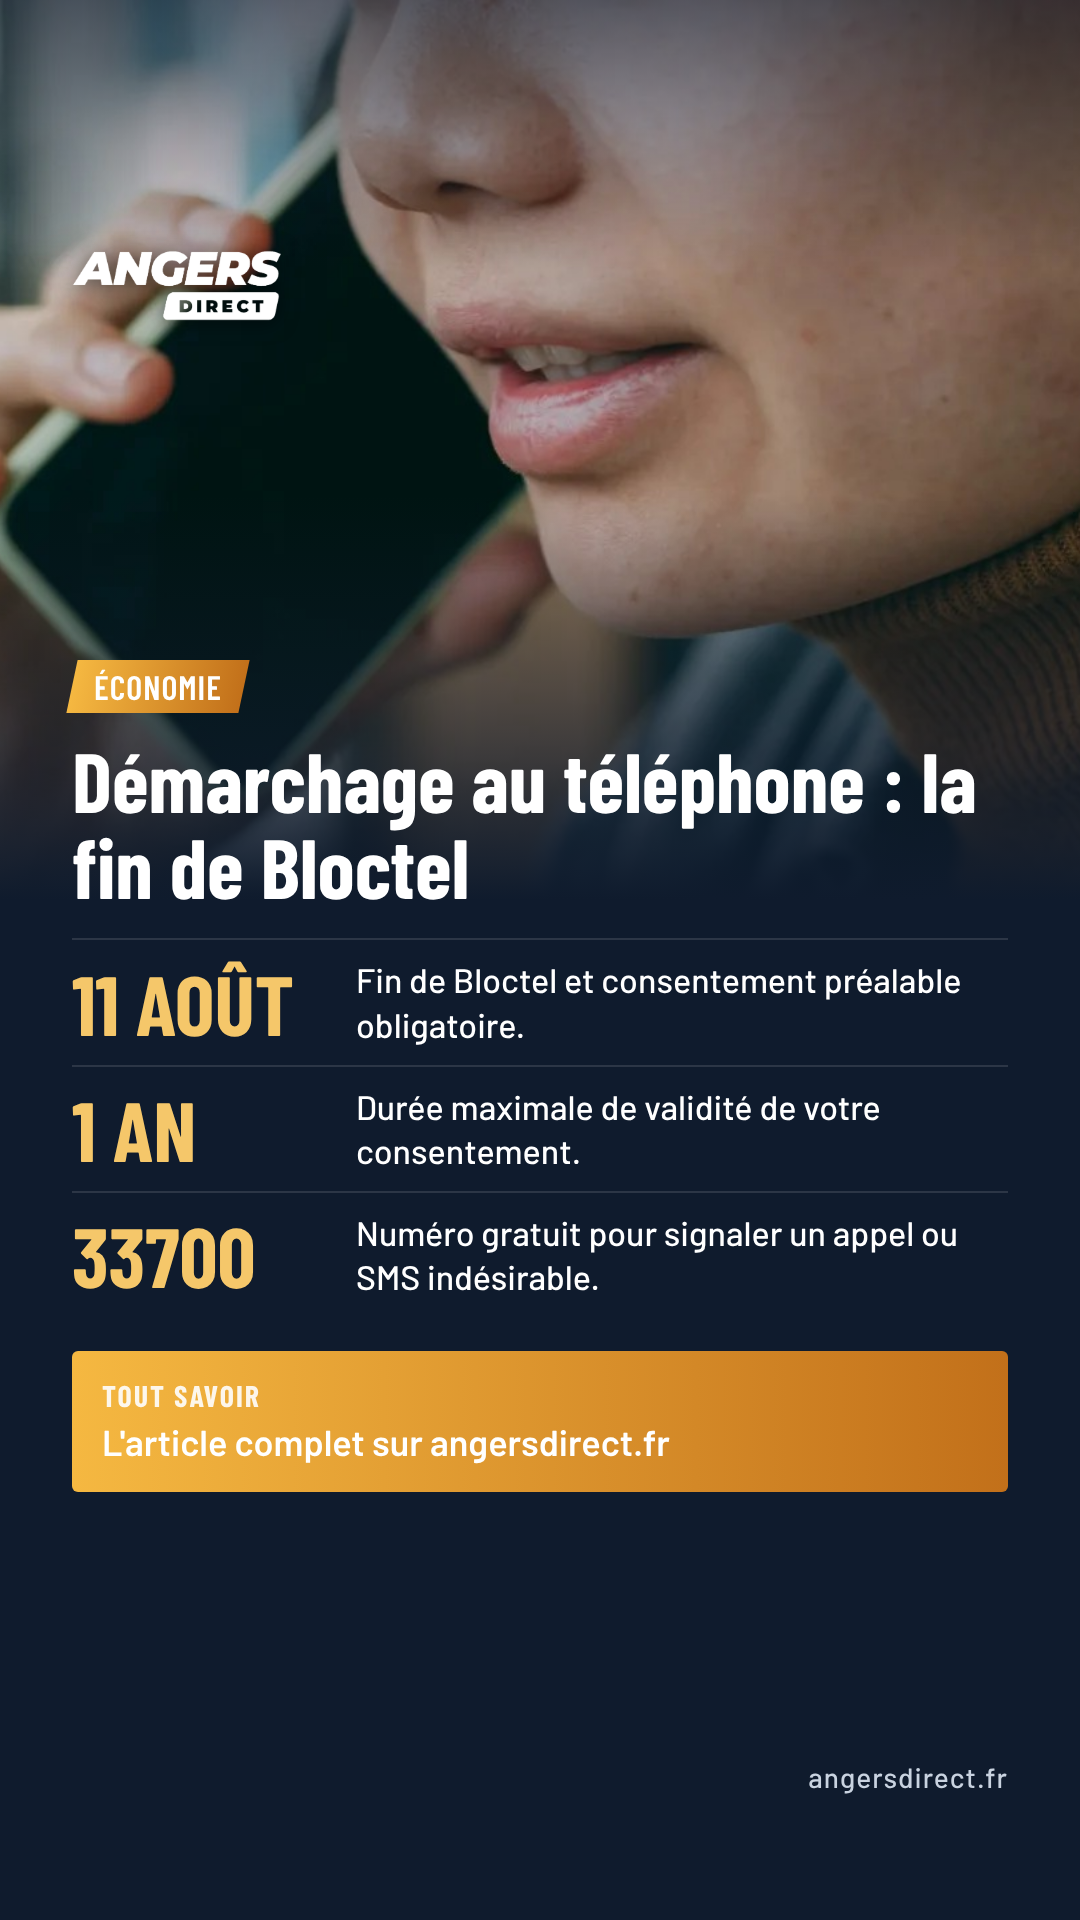 ANGERS
DIRECT
ÉCONOMIE
Démarchage au téléphone : la
fin de Bloctel
11 AOÛT
Fin de Bloctel et consentement préalable
obligatoire.
1 AN
Durée maximale de validité de votre
consentement.
33700
Numéro gratuit pour signaler un appel ou
SMS indésirable.
TOUT SAVOIR
L'article complet sur angersdirect.fr
angersdirect.fr